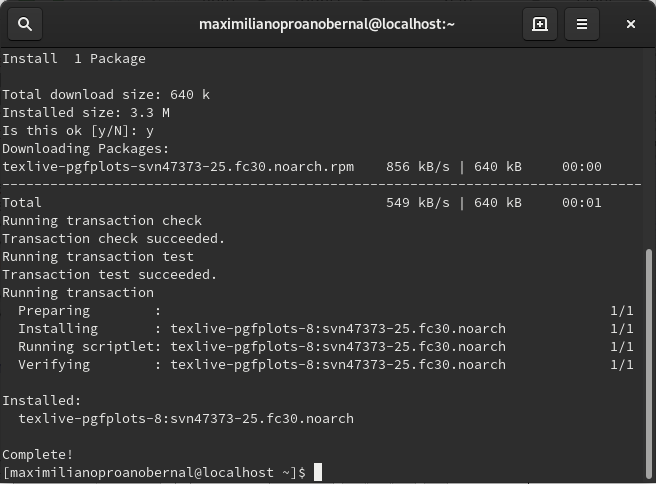 maximilianoproanobernal@localhost:~
Install  1 Package
Total download size: 640 k
Installed size: 3.3 M
Is this ok [y/N]: y
Downloading Packages:
texlive-pgfplots-svn47373-25.fc30.noarch.rpm    856 kB/s | 640 kB     00:00
--------------------------------------------------------------------------------
Total                                           549 kB/s | 640 kB     00:01
Running transaction check
Transaction check succeeded.
Running transaction test
Transaction test succeeded.
Running transaction
  Preparing        :                                                        1/1
  Installing       : texlive-pgfplots-8:svn47373-25.fc30.noarch             1/1
  Running scriptlet: texlive-pgfplots-8:svn47373-25.fc30.noarch             1/1
  Verifying        : texlive-pgfplots-8:svn47373-25.fc30.noarch             1/1
Installed:
  texlive-pgfplots-8:svn47373-25.fc30.noarch
Complete!
[maximilianoproanobernal@localhost ~]$